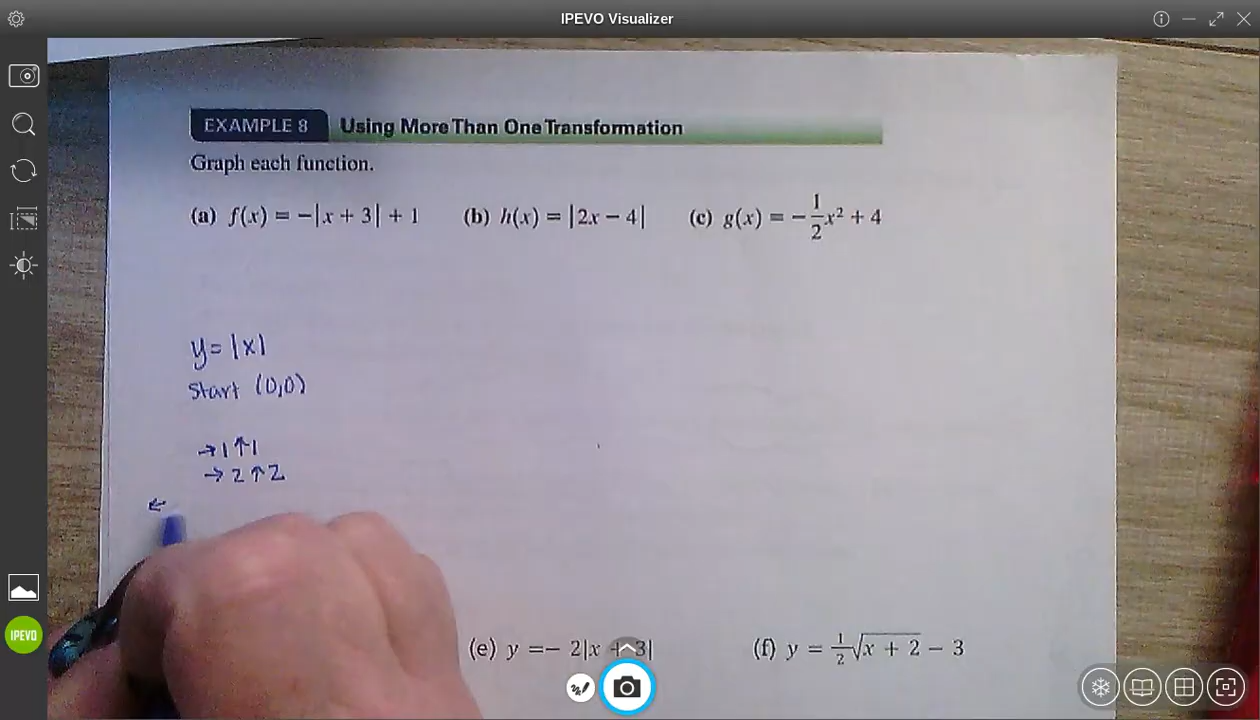 IPEVO Visualizer
EXAMPLE 8 Using More Than One Transformation
Graph each function.
(a) f(x) = −|x + 3| + 1 (b) h(x) = |2x − 4| (c) g(x) = −1/2x² + 4
y = |x|
Start (0,0)
→ 1 ↑ 1
→ 2 ↑ 2
←
IPEVO
(e) y =− 2|x + 3| (f) y = 1/2√x + 2 − 3